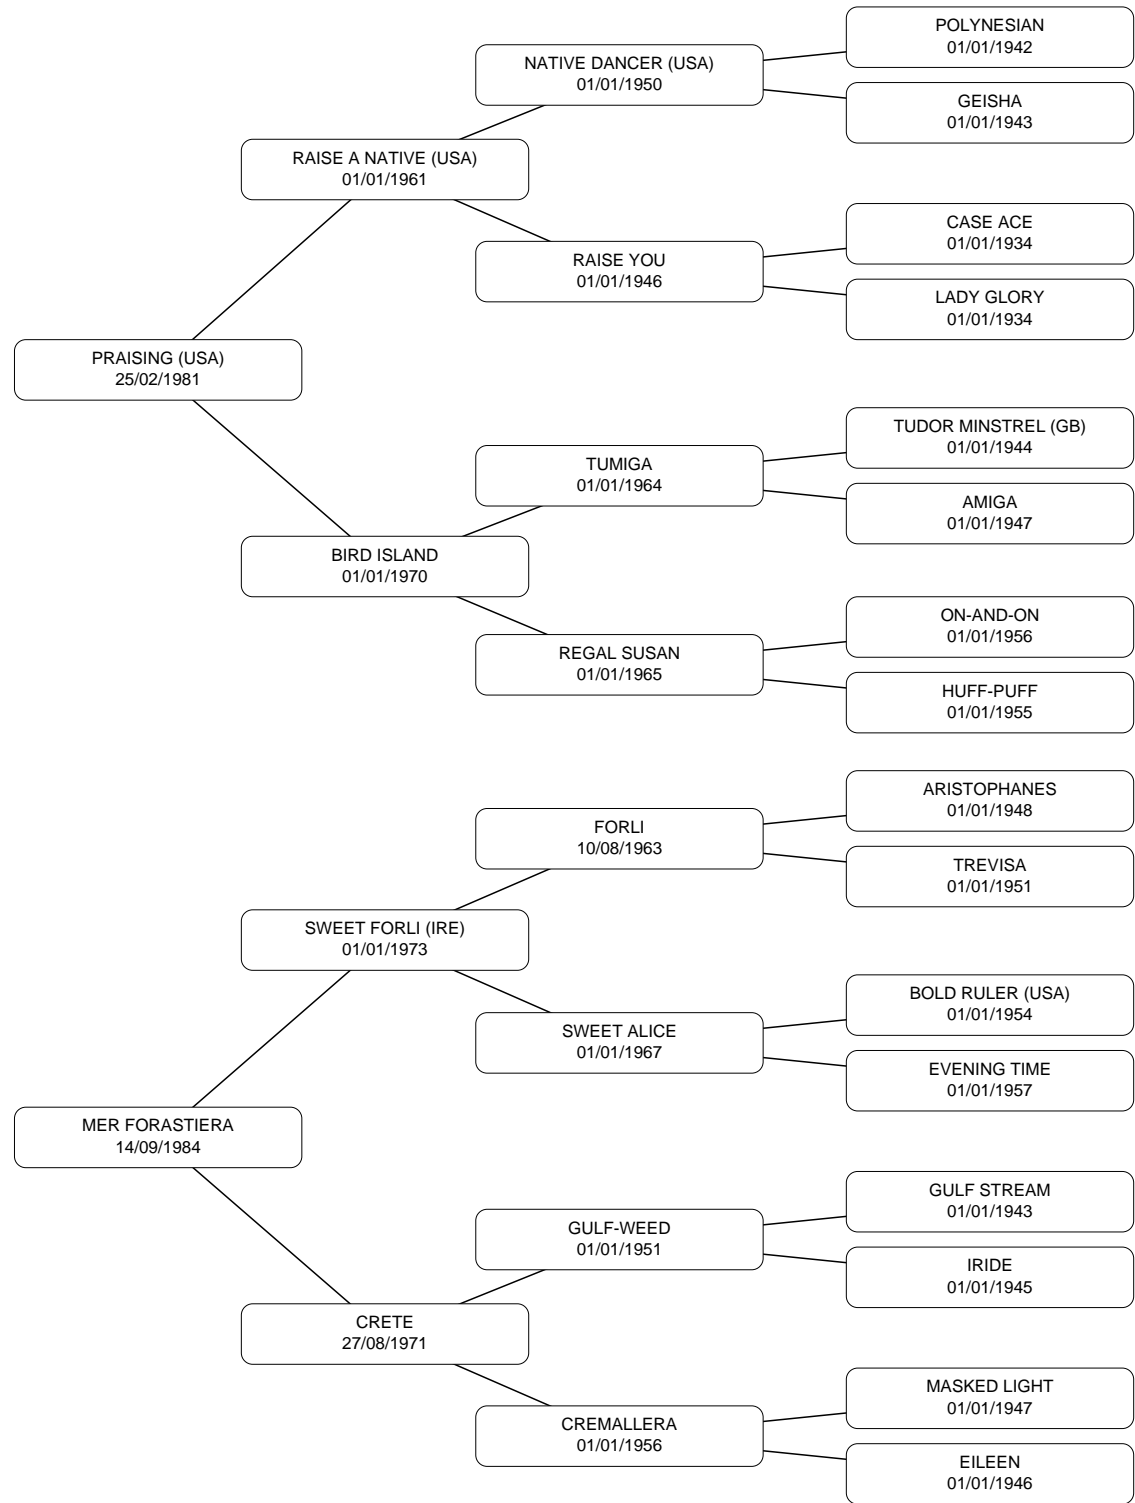 POLYNESIAN
01/01/1942
NATIVE DANCER (USA)
01/01/1950
GEISHA
01/01/1943
RAISE A NATIVE (USA)
01/01/1961
CASE ACE
01/01/1934
RAISE YOU
01/01/1946
LADY GLORY
01/01/1934
PRAISING (USA)
25/02/1981
TUDOR MINSTREL (GB)
01/01/1944
TUMIGA
01/01/1964
AMIGA
01/01/1947
BIRD ISLAND
01/01/1970
ON-AND-ON
01/01/1956
REGAL SUSAN
01/01/1965
HUFF-PUFF
01/01/1955
ARISTOPHANES
01/01/1948
FORLI
10/08/1963
TREVISA
01/01/1951
SWEET FORLI (IRE)
01/01/1973
BOLD RULER (USA)
01/01/1954
SWEET ALICE
01/01/1967
EVENING TIME
01/01/1957
MER FORASTIERA
14/09/1984
GULF STREAM
01/01/1943
GULF-WEED
01/01/1951
IRIDE
01/01/1945
CRETE
27/08/1971
MASKED LIGHT
01/01/1947
CREMALLERA
01/01/1956
EILEEN
01/01/1946